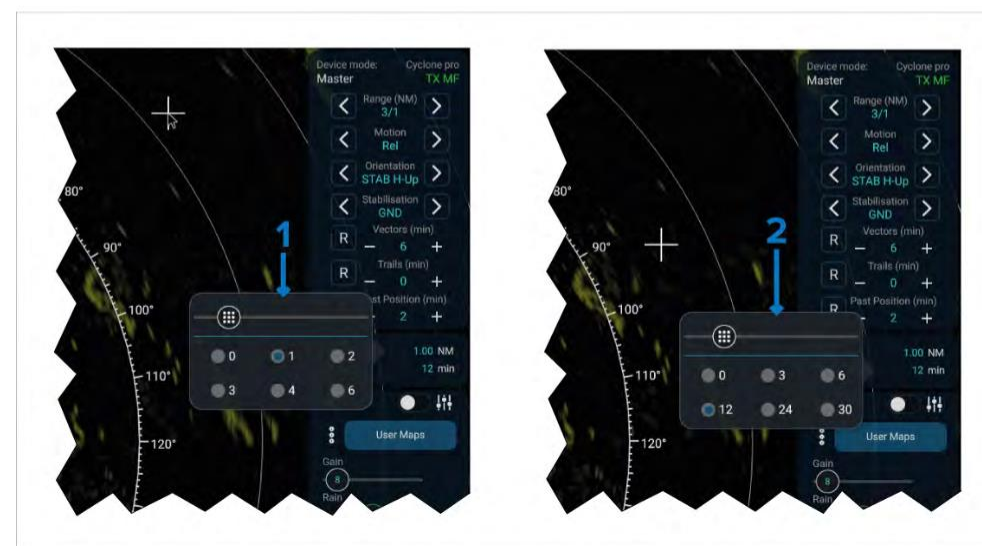 Device mode: Cyclone pro
Master TX MF
Range (NM)
3/1
Motion
Rel
Orientation
STAB H-Up
Stabilisation
GND
Vectors (min)
R — 6 +
Trails (min)
R — 0 +
st Position (min)
2 +
1.00 NM
12 min
User Maps
Gain
8
Rain
80°
90°
100°
110°
120°
1
0 1 2
3 4 6
Device mode: Cyclone pro
Master TX MF
Range (NM)
3/1
Motion
Rel
Orientation
STAB H-Up
Stabilisation
GND
Vectors (min)
R — 6 +
Trails (min)
R — 0 +
Past Position (min)
R 2 +
1.00 NM
12 min
User Maps
Gain
8
Rain
80°
90°
100°
110°
120°
2
0 3 6
12 24 30